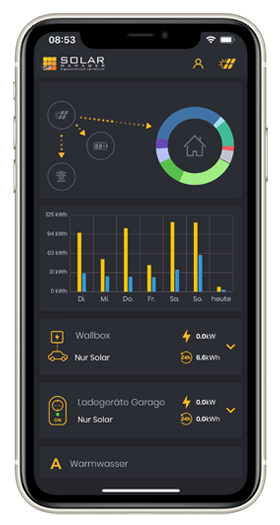 08:53
SOLAR
MANAGER
125 kWh
94 kWh
63 kWh
31 kWh
0 kWh
Di. Mi. Do. Fr. Sa. So. heute
Wallbox
0.0kW
Nur Solar
24h 6.6kWh
Ladegeräte Garage
0.0kW
ON
Nur Solar
24h 0.0kWh
A Warmwasser